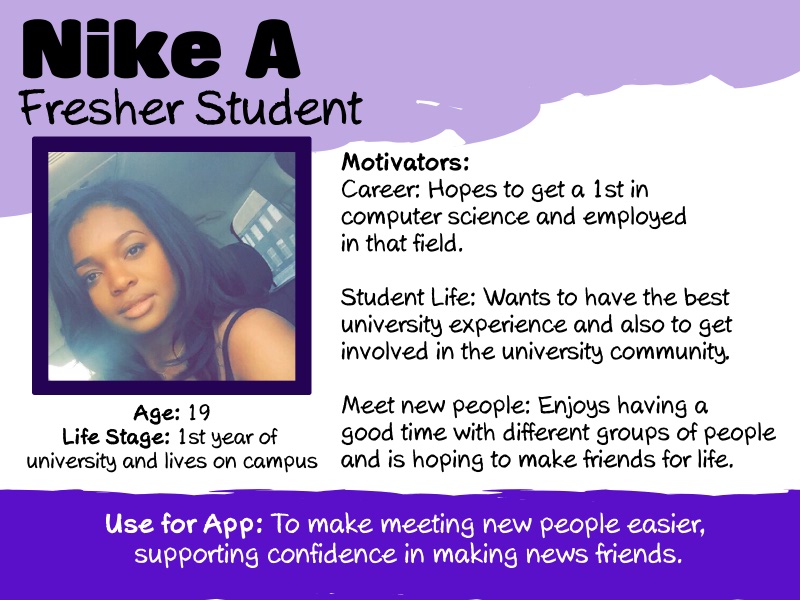 Nike A
Fresher Student
Motivators:
Career: Hopes to get a 1st in
computer science and employed
in that field.
Student Life: Wants to have the best
university experience and also to get
involved in the university community.
Meet new people: Enjoys having a
good time with different groups of people
and is hoping to make friends for life.
Age: 19
Life Stage: 1st year of
university and lives on campus
Use for App: To make meeting new people easier,
supporting confidence in making news friends.